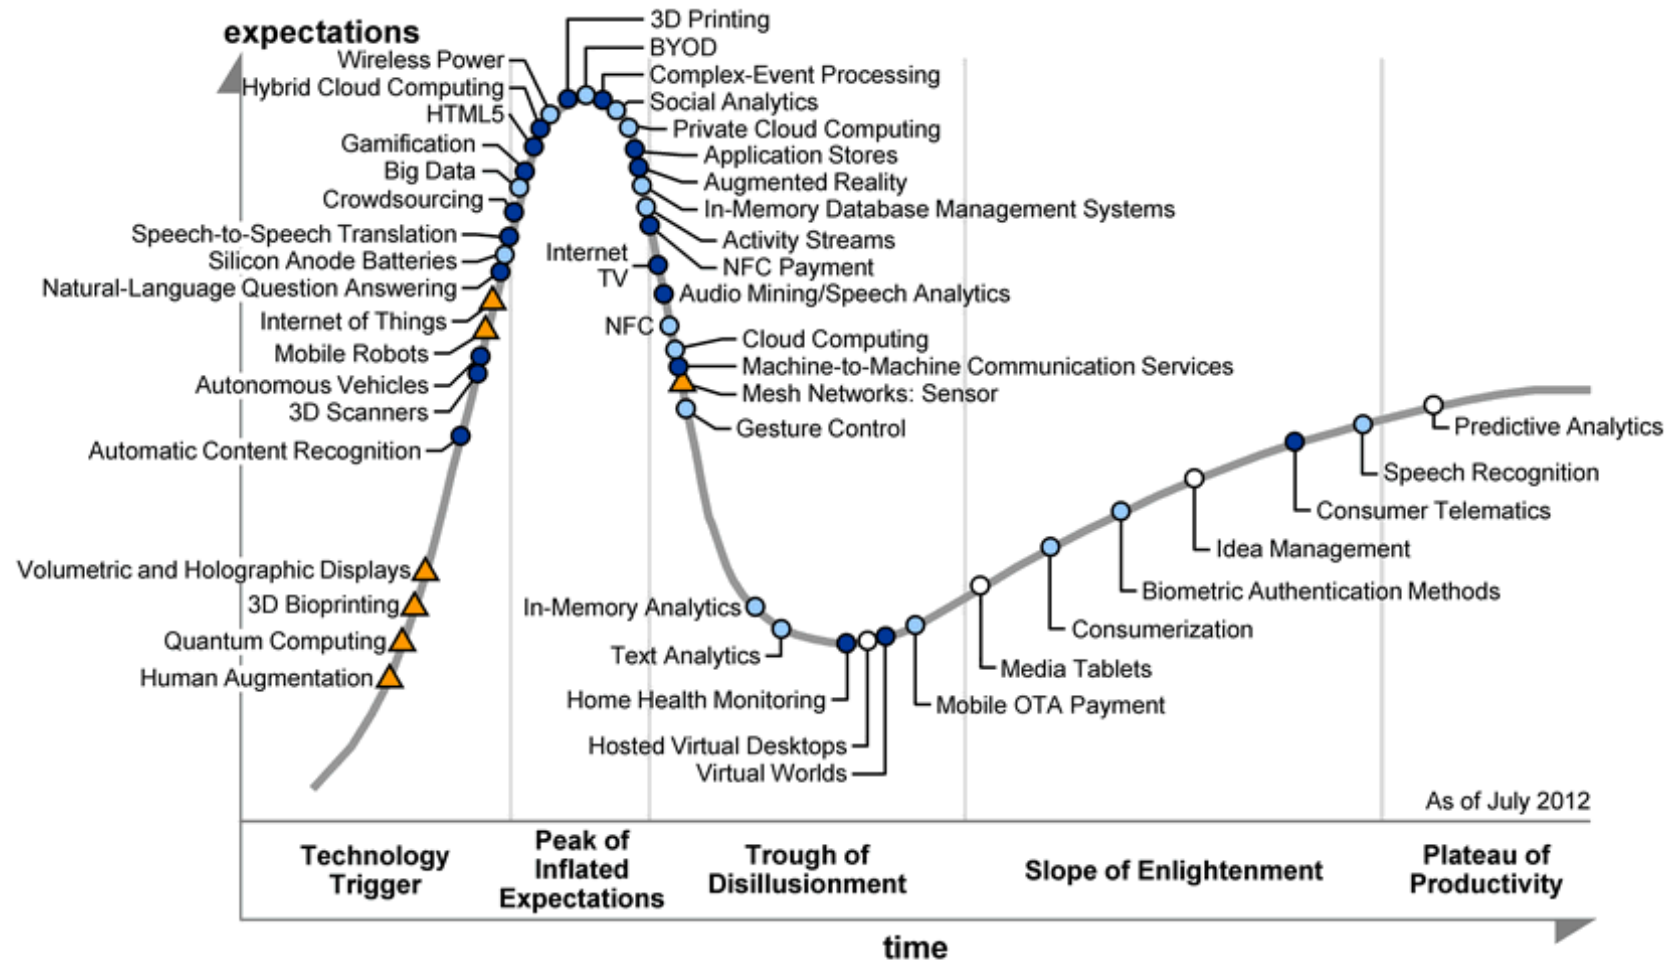 expectations
3D Printing
BYOD
Wireless Power
Complex-Event Processing
Hybrid Cloud Computing
Social Analytics
HTML5
Private Cloud Computing
Gamification
Application Stores
Big Data
Augmented Reality
Crowdsourcing
In-Memory Database Management Systems
Speech-to-Speech Translation
Activity Streams
Silicon Anode Batteries
Internet
TV
NFC Payment
Natural-Language Question Answering
Audio Mining/Speech Analytics
Internet of Things
NFC
Cloud Computing
Mobile Robots
Machine-to-Machine Communication Services
Autonomous Vehicles
Mesh Networks: Sensor
3D Scanners
Gesture Control
Automatic Content Recognition
Predictive Analytics
Speech Recognition
Consumer Telematics
Idea Management
Volumetric and Holographic Displays
Biometric Authentication Methods
3D Bioprinting
In-Memory Analytics
Consumerization
Quantum Computing
Text Analytics
Media Tablets
Human Augmentation
Home Health Monitoring
Mobile OTA Payment
Hosted Virtual Desktops
Virtual Worlds
As of July 2012
Technology
Trigger
Peak of
Inflated
Expectations
Trough of
Disillusionment
Slope of Enlightenment
Plateau of
Productivity
time